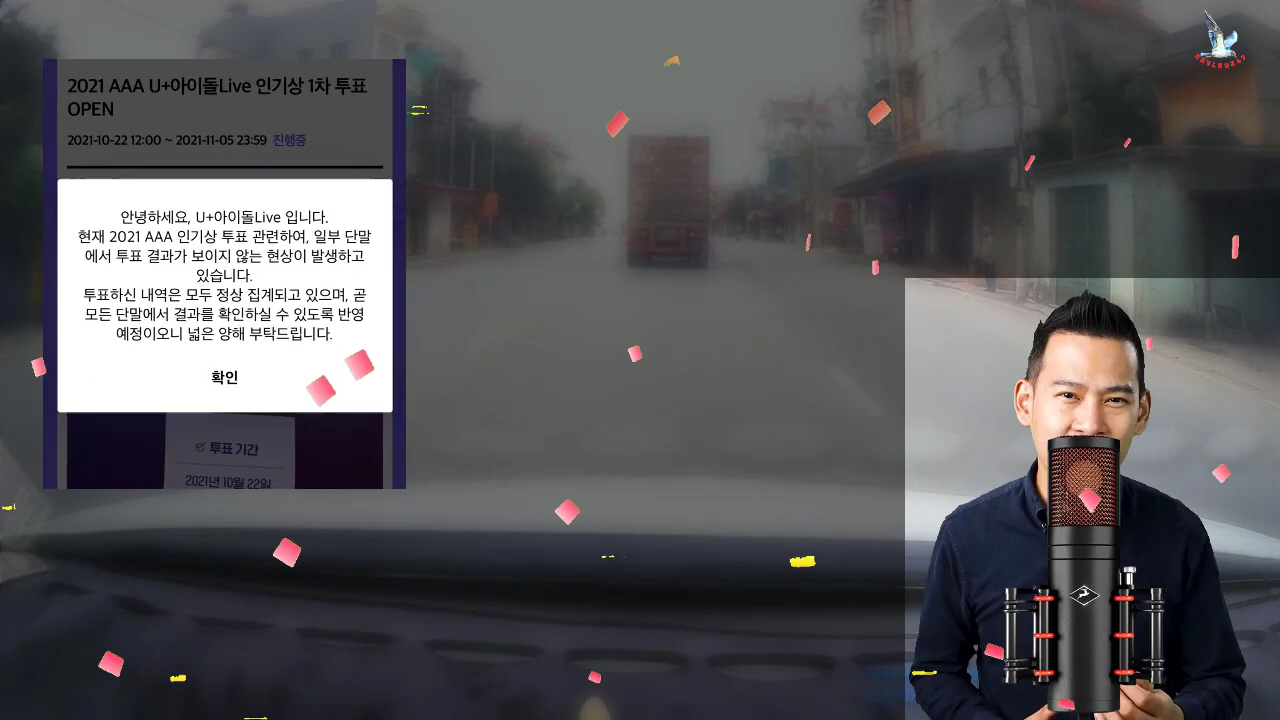 2021 AAA U+아이돌Live 인기상 1차 투표
OPEN
2021-10-22 12:00 ~ 2021-11-05 23:59 진행중
안녕하세요, U+아이돌Live 입니다.
현재 2021 AAA 인기상 투표 관련하여, 일부 단말
에서 투표 결과가 보이지 않는 현상이 발생하고
있습니다.
투표하신 내역은 모두 정상 집계되고 있으며, 곧
모든 단말에서 결과를 확인하실 수 있도록 반영
예정이오니 넓은 양해 부탁드립니다.
확인
투표 기간
2021년 10월 22일